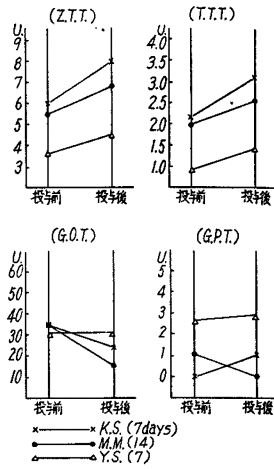 (Z.T.T.)
U.
9
8
7
6
5
4
3
投与前 投与後
(T.T.T.)
U.
4.0
3.5
3.0
2.5
2.0
1.5
1.0
投与前 投与後
(G.O.T.)
U.
60
50
40
30
20
10
投与前 投与後
(G.P.T.)
U.
5
4
3
2
1
0
投与前 投与後
K.S.(7days)
M.M.(14)
Y.S.(7)